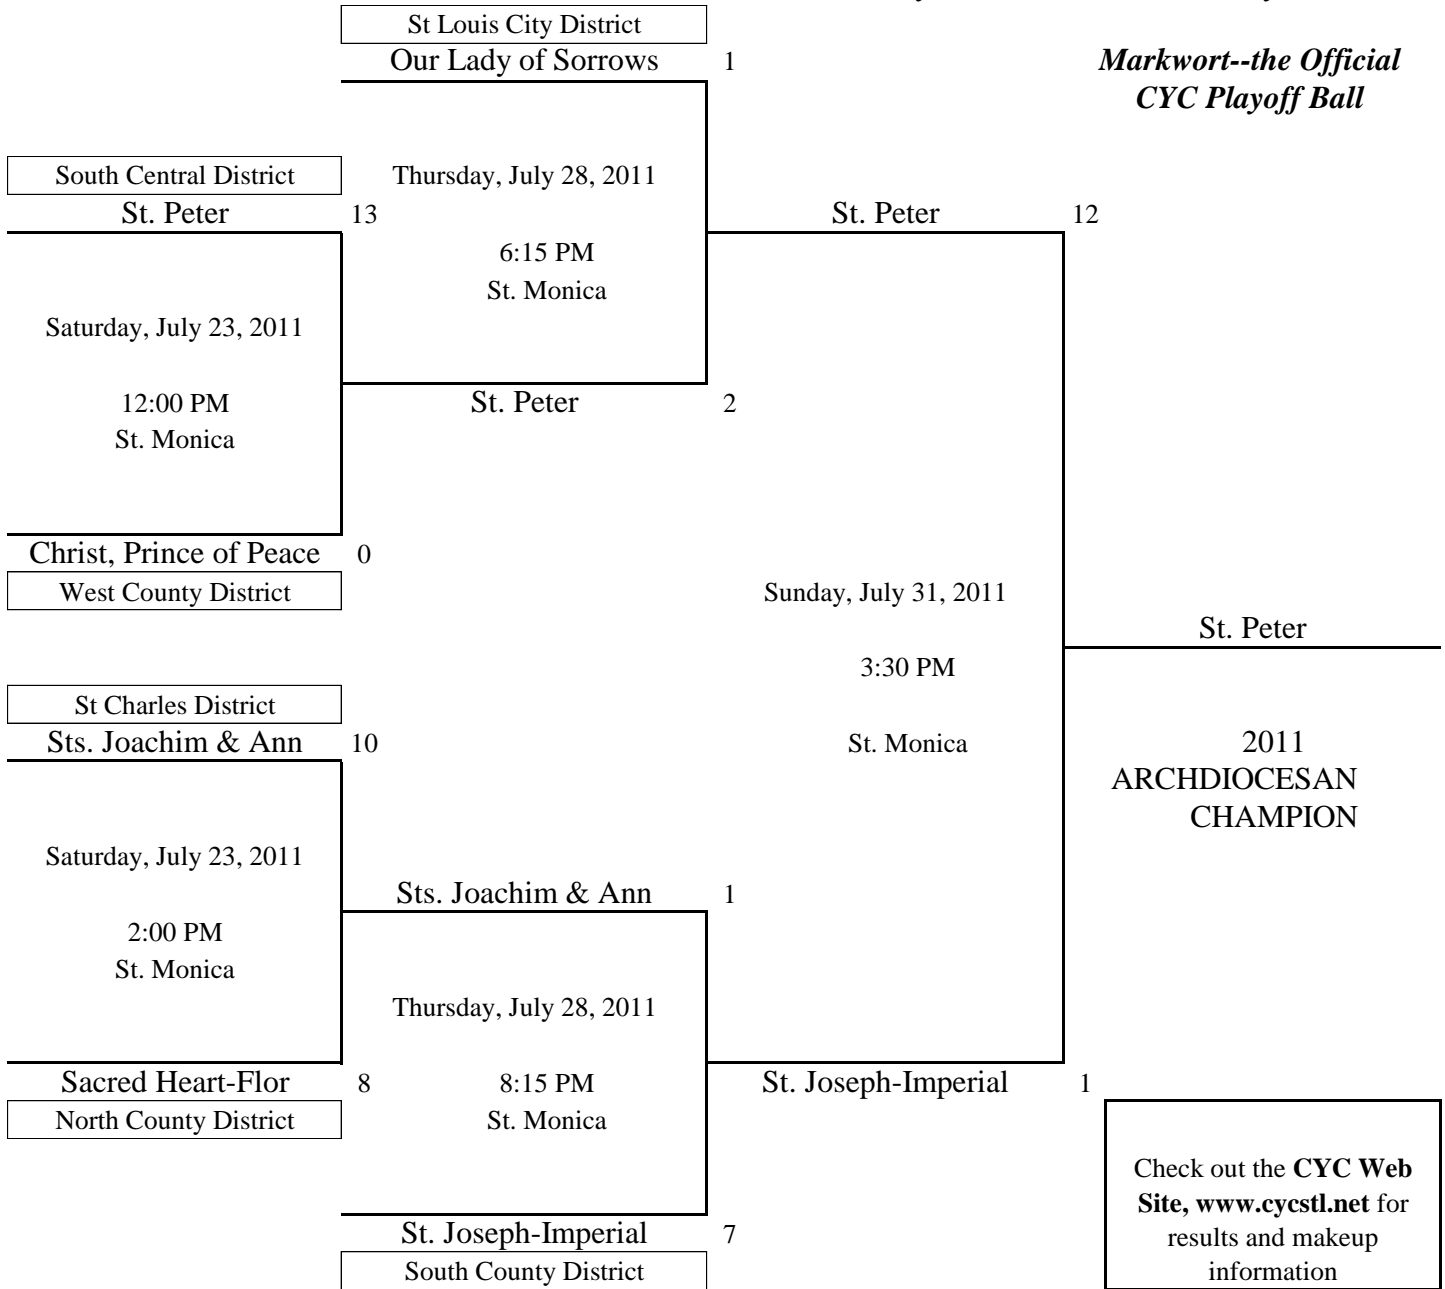 St Louis City District
Our Lady of Sorrows 1
Markwort--the Official
CYC Playoff Ball
South Central District
Thursday, July 28, 2011
St. Peter 13
St. Peter 12
6:15 PM
St. Monica
Saturday, July 23, 2011
12:00 PM
St. Monica
St. Peter 2
Christ, Prince of Peace 0
West County District
Sunday, July 31, 2011
St. Peter
3:30 PM
St Charles District
Sts. Joachim & Ann 10
St. Monica
2011
ARCHDIOCESAN
CHAMPION
Saturday, July 23, 2011
Sts. Joachim & Ann 1
2:00 PM
St. Monica
Thursday, July 28, 2011
Sacred Heart-Flor 8
8:15 PM
St. Joseph-Imperial 1
North County District
St. Monica
Check out the CYC Web
Site, www.cycstl.net for
results and makeup
information
St. Joseph-Imperial 7
South County District